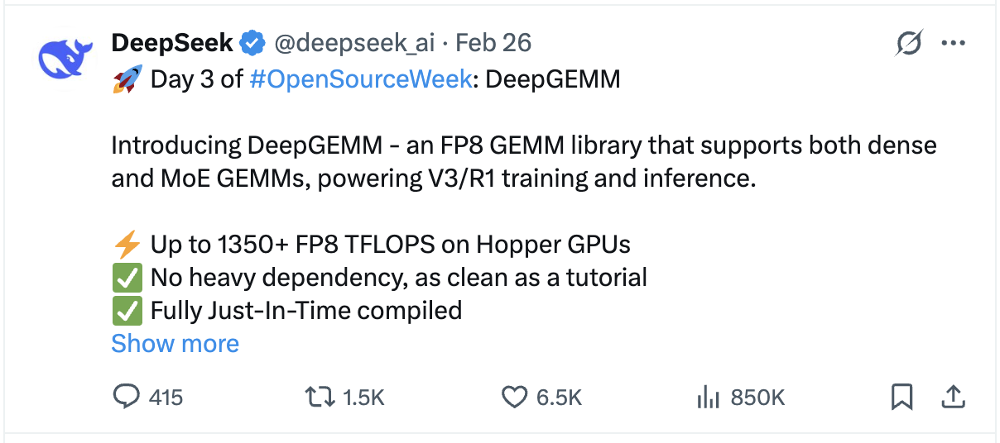 DeepSeek @deepseek_ai · Feb 26
🚀 Day 3 of #OpenSourceWeek: DeepGEMM
Introducing DeepGEMM - an FP8 GEMM library that supports both dense
and MoE GEMMs, powering V3/R1 training and inference.
⚡ Up to 1350+ FP8 TFLOPS on Hopper GPUs
✅ No heavy dependency, as clean as a tutorial
✅ Fully Just-In-Time compiled
Show more
415 1.5K 6.5K 850K